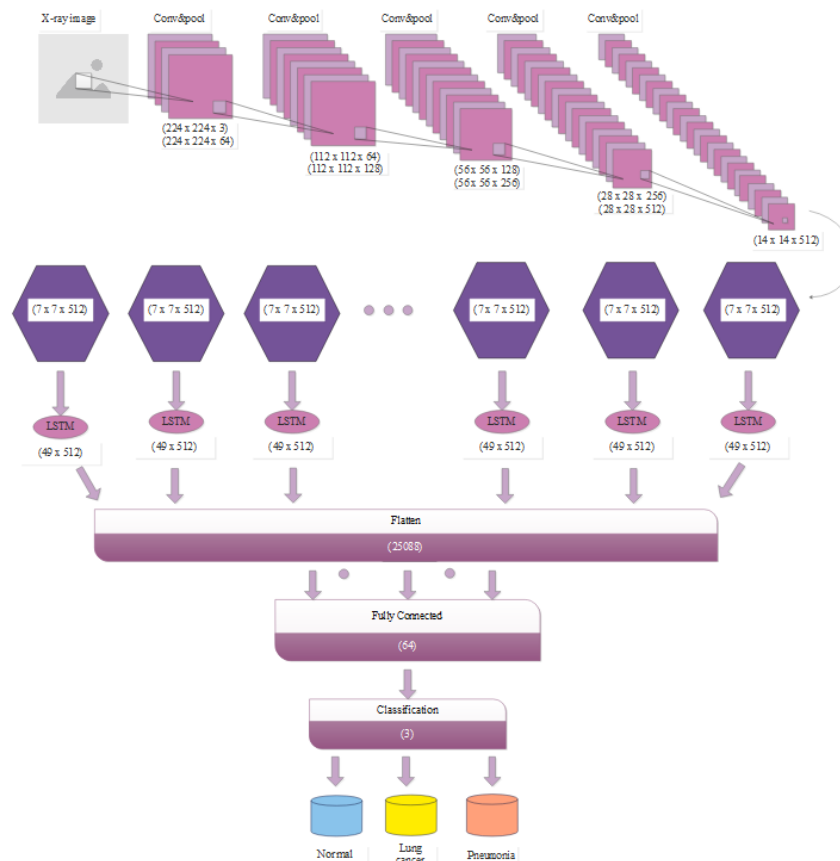 X-ray image
Conv&pool
Conv&pool
Conv&pool
Conv&pool
Conv&pool
(224 x 224 x 3)
(224 x 224 x 64)
(112 x 112 x 64)
(112 x 112 x 128)
(56 x 56 x 128)
(56 x 56 x 256)
(28 x 28 x 256)
(28 x 28 x 512)
(14 x 14 x 512)
(7 x 7 x 512)
(7 x 7 x 512)
(7 x 7 x 512)
(7 x 7 x 512)
(7 x 7 x 512)
(7 x 7 x 512)
LSTM
LSTM
LSTM
LSTM
LSTM
LSTM
(49 x 512)
(49 x 512)
(49 x 512)
(49 x 512)
(49 x 512)
(49 x 512)
Flatten
(25088)
Fully Connected
(64)
Classification
(3)
Normal
Lung
cancer
Pneumonia